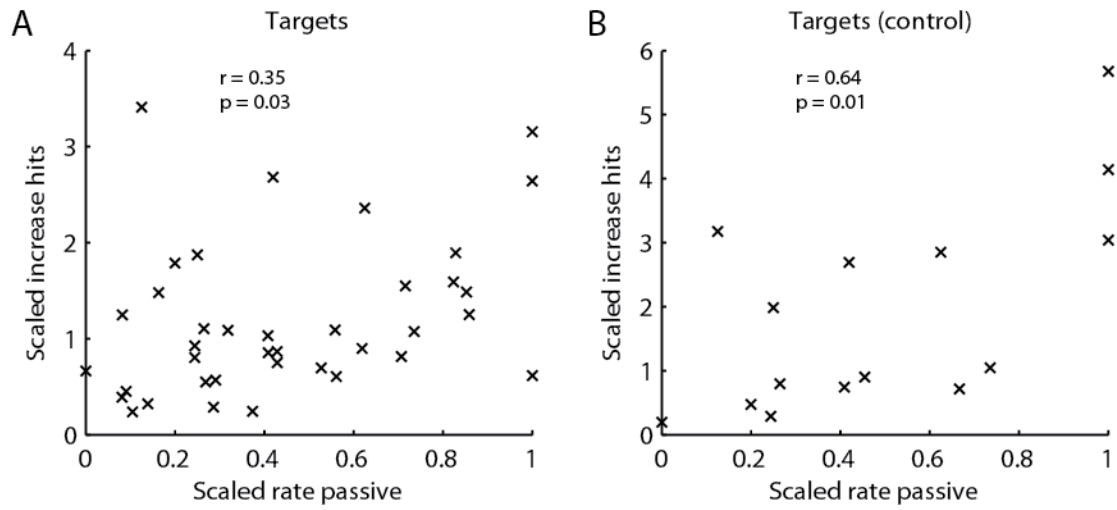 A
Targets
r = 0.35
p = 0.03
Scaled increase hits
4
3
2
1
0
0
0.2
0.4
0.6
0.8
1
Scaled rate passive
B
Targets (control)
r = 0.64
p = 0.01
Scaled increase hits
6
5
4
3
2
1
0
0
0.2
0.4
0.6
0.8
1
Scaled rate passive